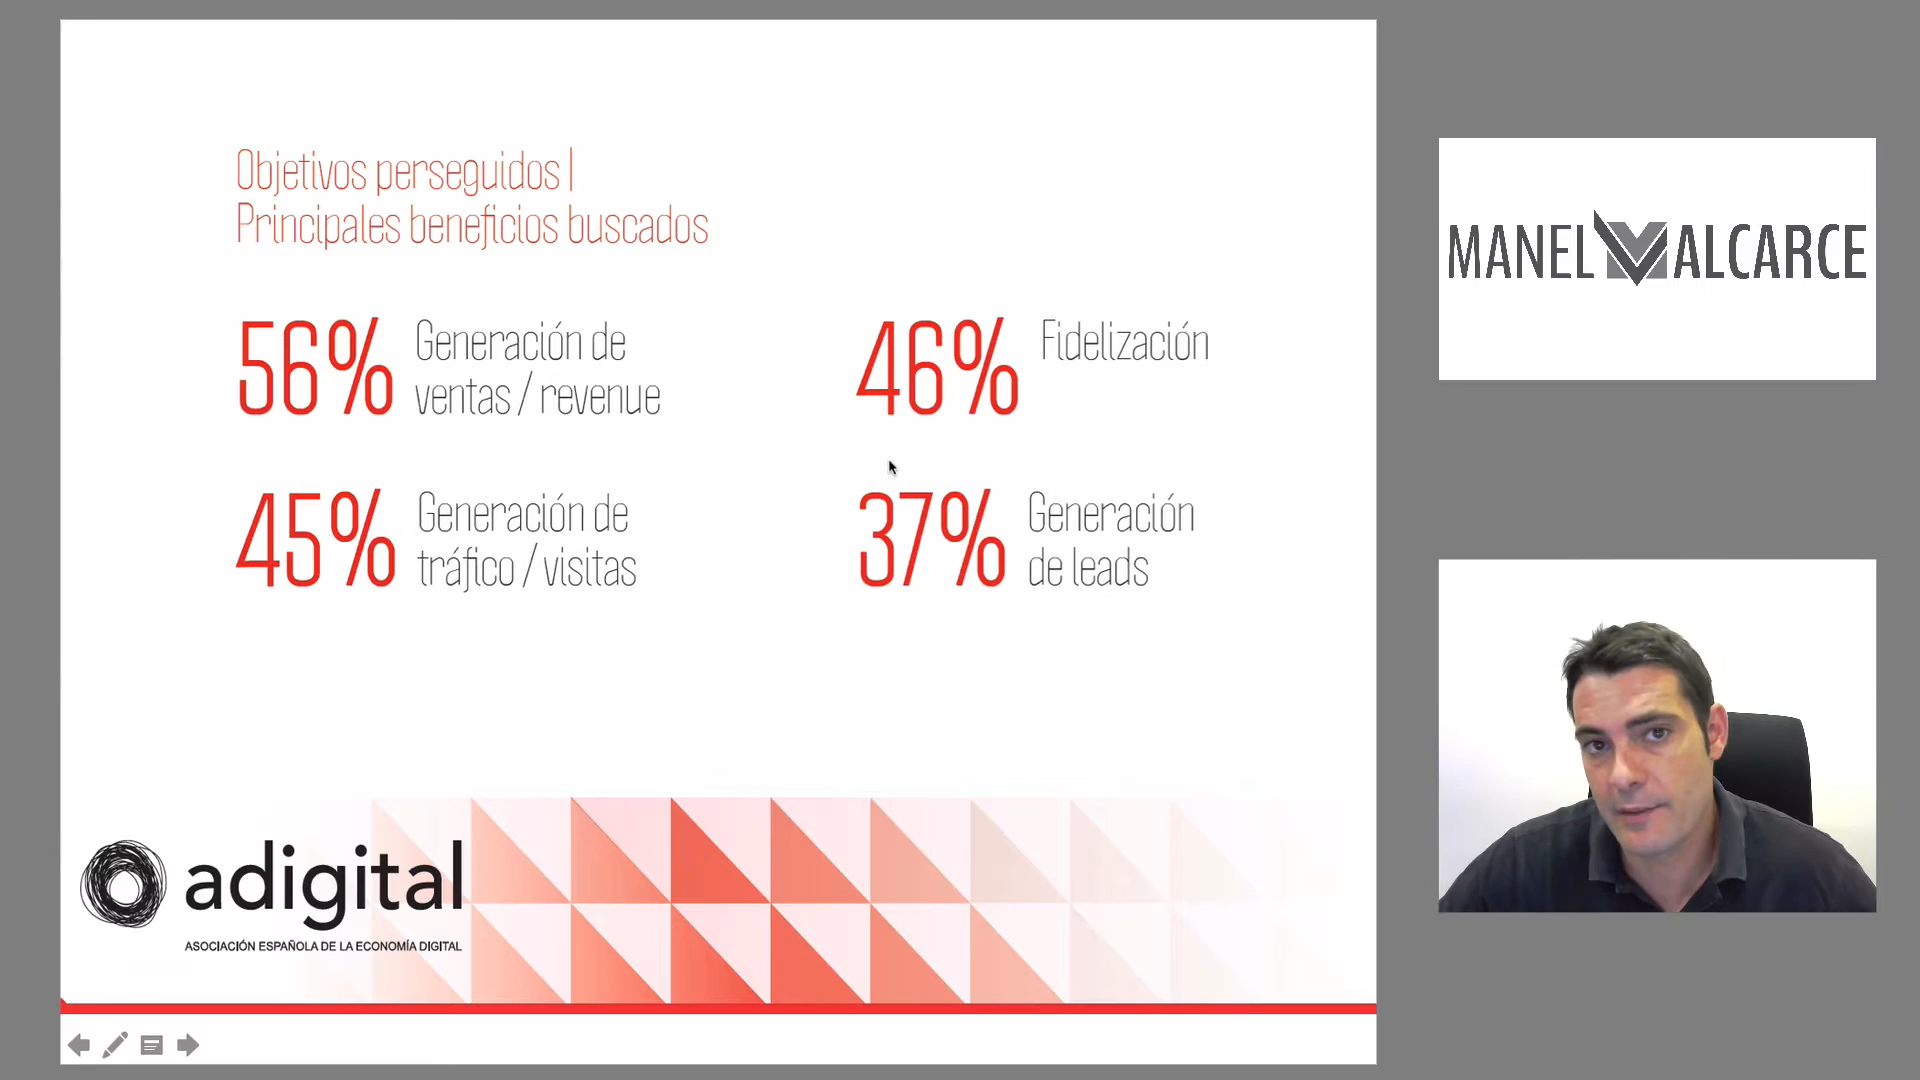 Objetivos perseguidos |
Principales beneficios buscados
56% Generación de
ventas / revenue
46% Fidelización
45% Generación de
tráfico / visitas
37% Generación
de leads
adigital
ASOCIACIÓN ESPAÑOLA DE LA ECONOMÍA DIGITAL
MANEL VALCARCE